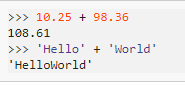 >>> 10.25 + 98.36
108.61
>>> 'Hello' + 'World'
'HelloWorld'